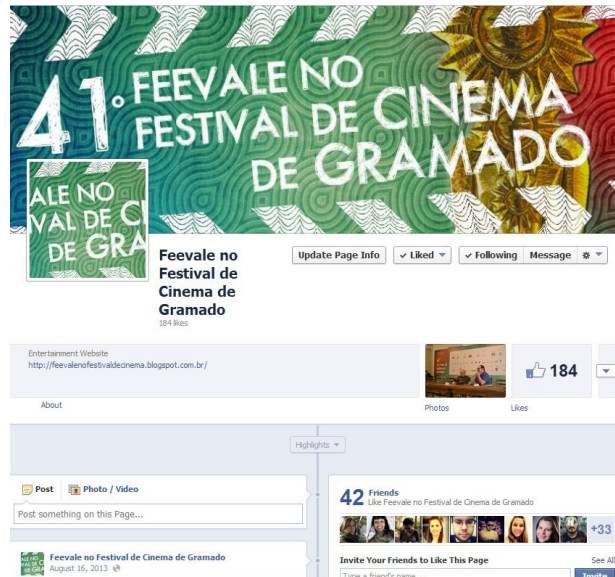 41º FEEVALE NO
FESTIVAL DE CINEMA
DE GRAMADO
ALE NO
VAL DE CI
DE GRA
Feevale no
Festival de
Cinema de
Gramado
184 likes
Update Page Info
Liked
Following
Message
Entertainment Website
http://feevalenofestivaldecinema.blogspot.com.br/
About
Photos
184
Likes
Highlights
Post
Photo / Video
Post something on this Page...
Feevale no Festival de Cinema de Gramado
August 16, 2013
42 Friends
Like Feevale no Festival de Cinema de Gramado
+33
Invite Your Friends to Like This Page
See All
Type a friend's name...
Invite